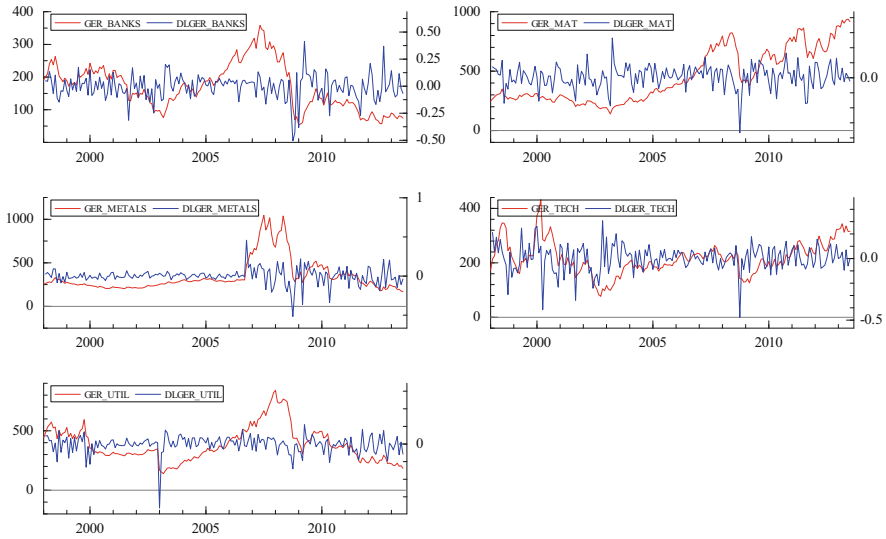 GER_BANKS DLGER_BANKS
400
300
200
100
0.50
0.25
0.00
-0.25
-0.50
2000 2005 2010
GER_MAT DLGER_MAT
1000
500
0
0.0
2000 2005 2010
GER_METALS DLGER_METALS
1000
500
0
1
0
2000 2005 2010
GER_TECH DLGER_TECH
400
200
0
0.0
-0.5
2000 2005 2010
GER_UTIL DLGER_UTIL
500
0
0
2000 2005 2010